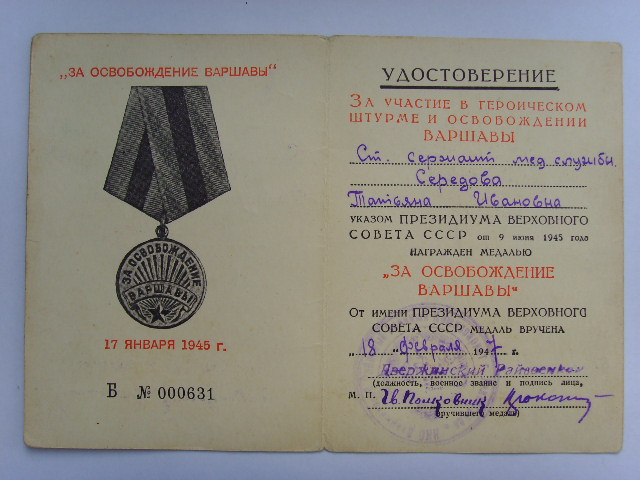 „ЗА ОСВОБОЖДЕНИЕ ВАРШАВЫ“
ЗА ОСВОБОЖДЕНИЕ
ВАРШАВЫ
17 ЯНВАРЯ 1945 г.
Б № 000631
УДОСТОВЕРЕНИЕ
ЗА УЧАСТИЕ В ГЕРОИЧЕСКОМ
ШТУРМЕ И ОСВОБОЖДЕНИИ
ВАРШАВЫ
Ст. сержант мед службы
Середова
Татьяна Ивановна
УКАЗОМ ПРЕЗИДИУМА ВЕРХОВНОГО
СОВЕТА СССР от 9 июня 1945 года
НАГРАЖДЕН МЕДАЛЬЮ
„ЗА ОСВОБОЖДЕНИЕ
ВАРШАВЫ“
ОТ ИМЕНИ ПРЕЗИДИУМА ВЕРХОВНОГО
СОВЕТА СССР МЕДАЛЬ ВРУЧЕНА
„18“ февраля 1947 г.
Дзержинский Райвоенком
(должность, военное звание и подпись лица,
М. П. Гв. Полковник
вручившего медаль)